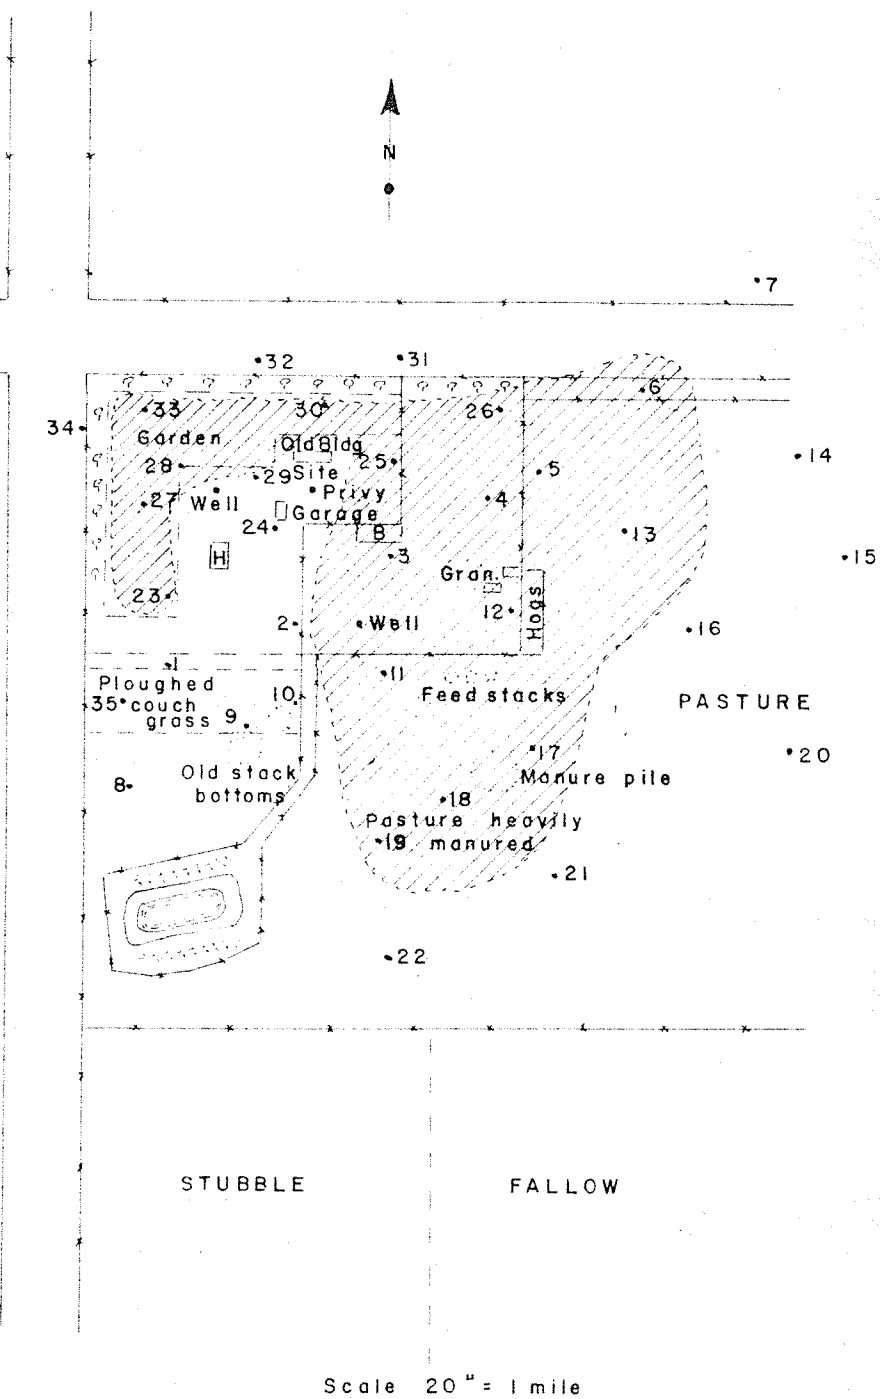 N
7
32
31
6
33
30
26
34
Garden
Old Bldg
28
25
14
29 Site
5
27
Well
Privy
4
Garage
24
B
13
H
3
15
Gran.
23
12
Hogs
2
Well
16
1
11
Ploughed
10
Feed stacks
35 couch
PASTURE
grass
9
17
20
Old stack
Manure pile
8
bottoms
18
Pasture heavily
19 manured
21
22
STUBBLE
FALLOW
Scale 20" = 1 mile